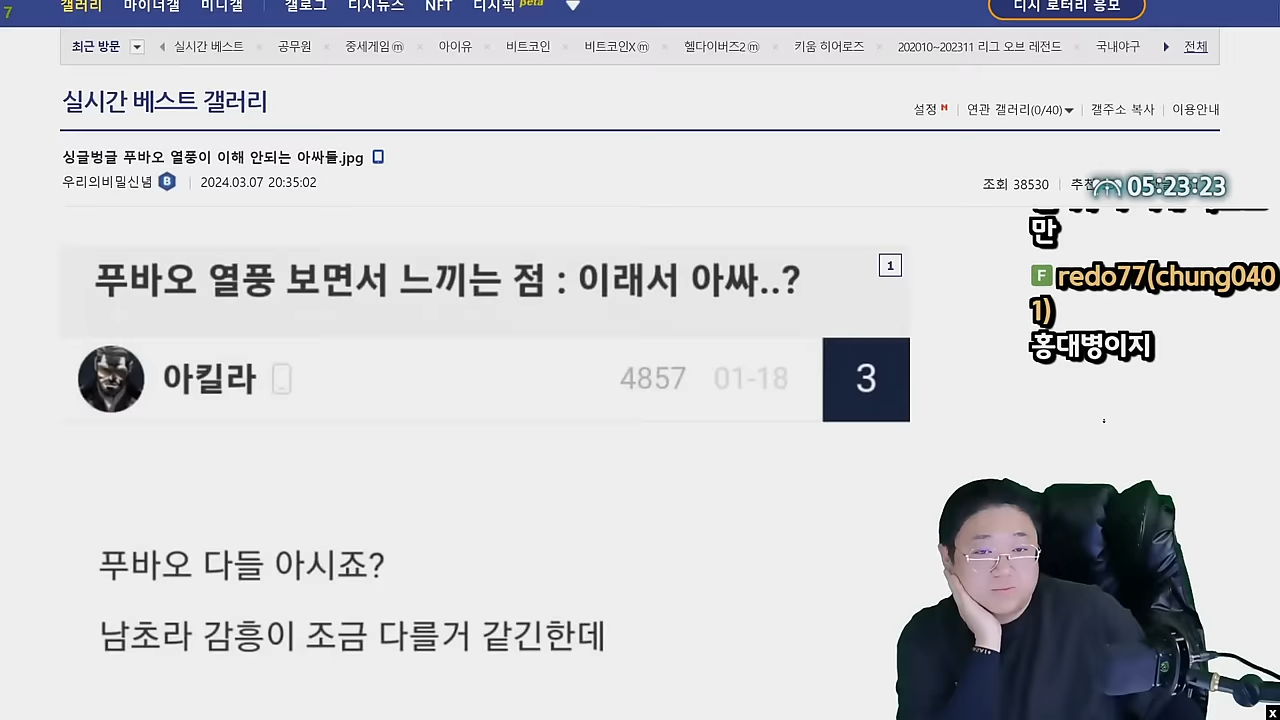 7
갤러리 마이너갤 미니갤 갤로그 디시뉴스 NFT 디시픽 beta 디시 로터리 응모
최근 방문 실시간 베스트 공무원 중세게임ⓜ 아이유 비트코인 비트코인Xⓜ 헬다이버즈2ⓜ 키움 히어로즈 202010~202311 리그 오브 레전드 국내야구 전체
실시간 베스트 갤러리
설정 N 연관 갤러리(0/40) 갤주소 복사 이용안내
싱글벙글 푸바오 열풍이 이해 안되는 아싸들.jpg
우리의비밀신념 B 2024.03.07 20:35:02
조회 38530 추천
05:23:23
만
F redo77(chung040
1)
홍대병이지
푸바오 열풍 보면서 느끼는 점 : 이래서 아싸..?
1
아킬라 4857 01-18 3
푸바오 다들 아시죠?
남초라 감흥이 조금 다를거 같긴한데
x